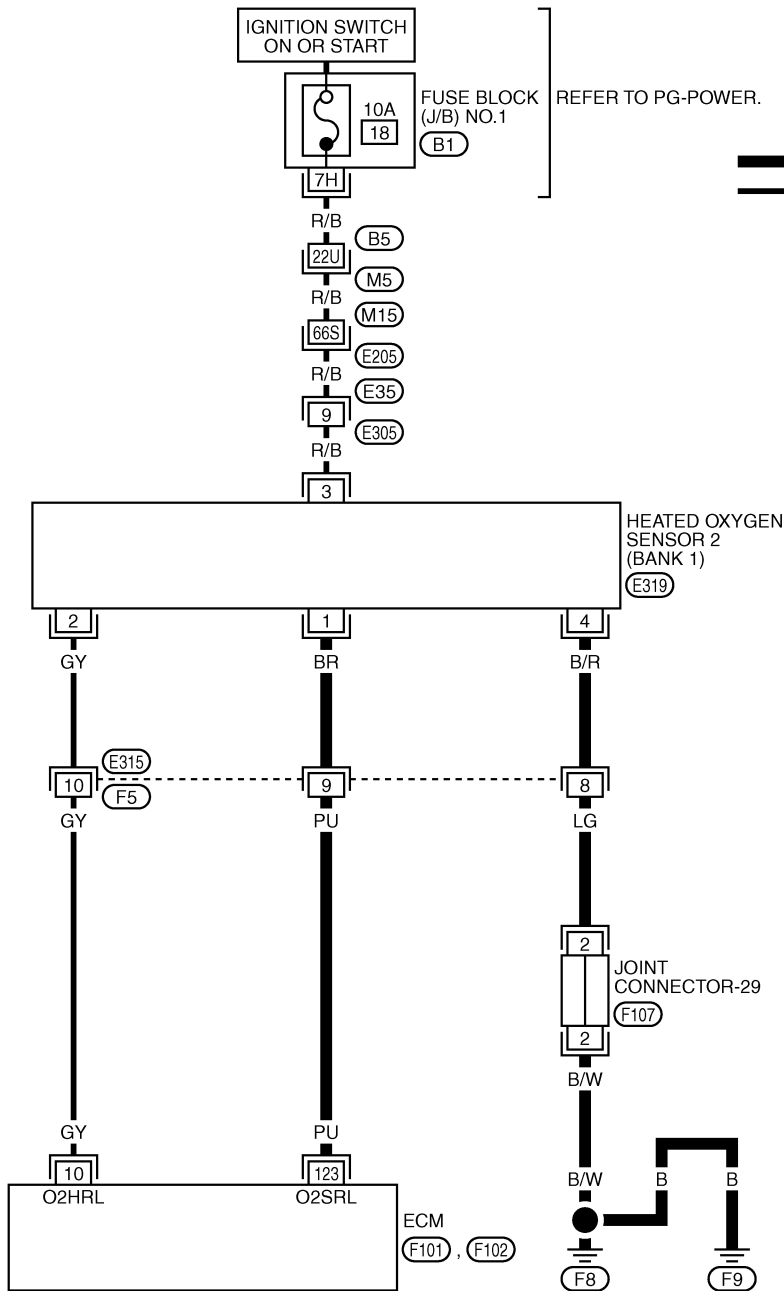 IGNITION SWITCH
ON OR START
FUSE BLOCK
(J/B) NO.1
B1
REFER TO PG-POWER.
10A
18
7H
R/B
B5
22U
M5
R/B
M15
66S
E205
R/B
E35
9
E305
R/B
3
HEATED OXYGEN
SENSOR 2
(BANK 1)
E319
2 1 4
GY BR B/R
E315
10 9 8
F5
GY PU LG
2
JOINT
CONNECTOR-29
F107
2
B/W
GY PU
B/W B B
10 123
O2HRL O2SRL
ECM
F101 , F102
F8 F9